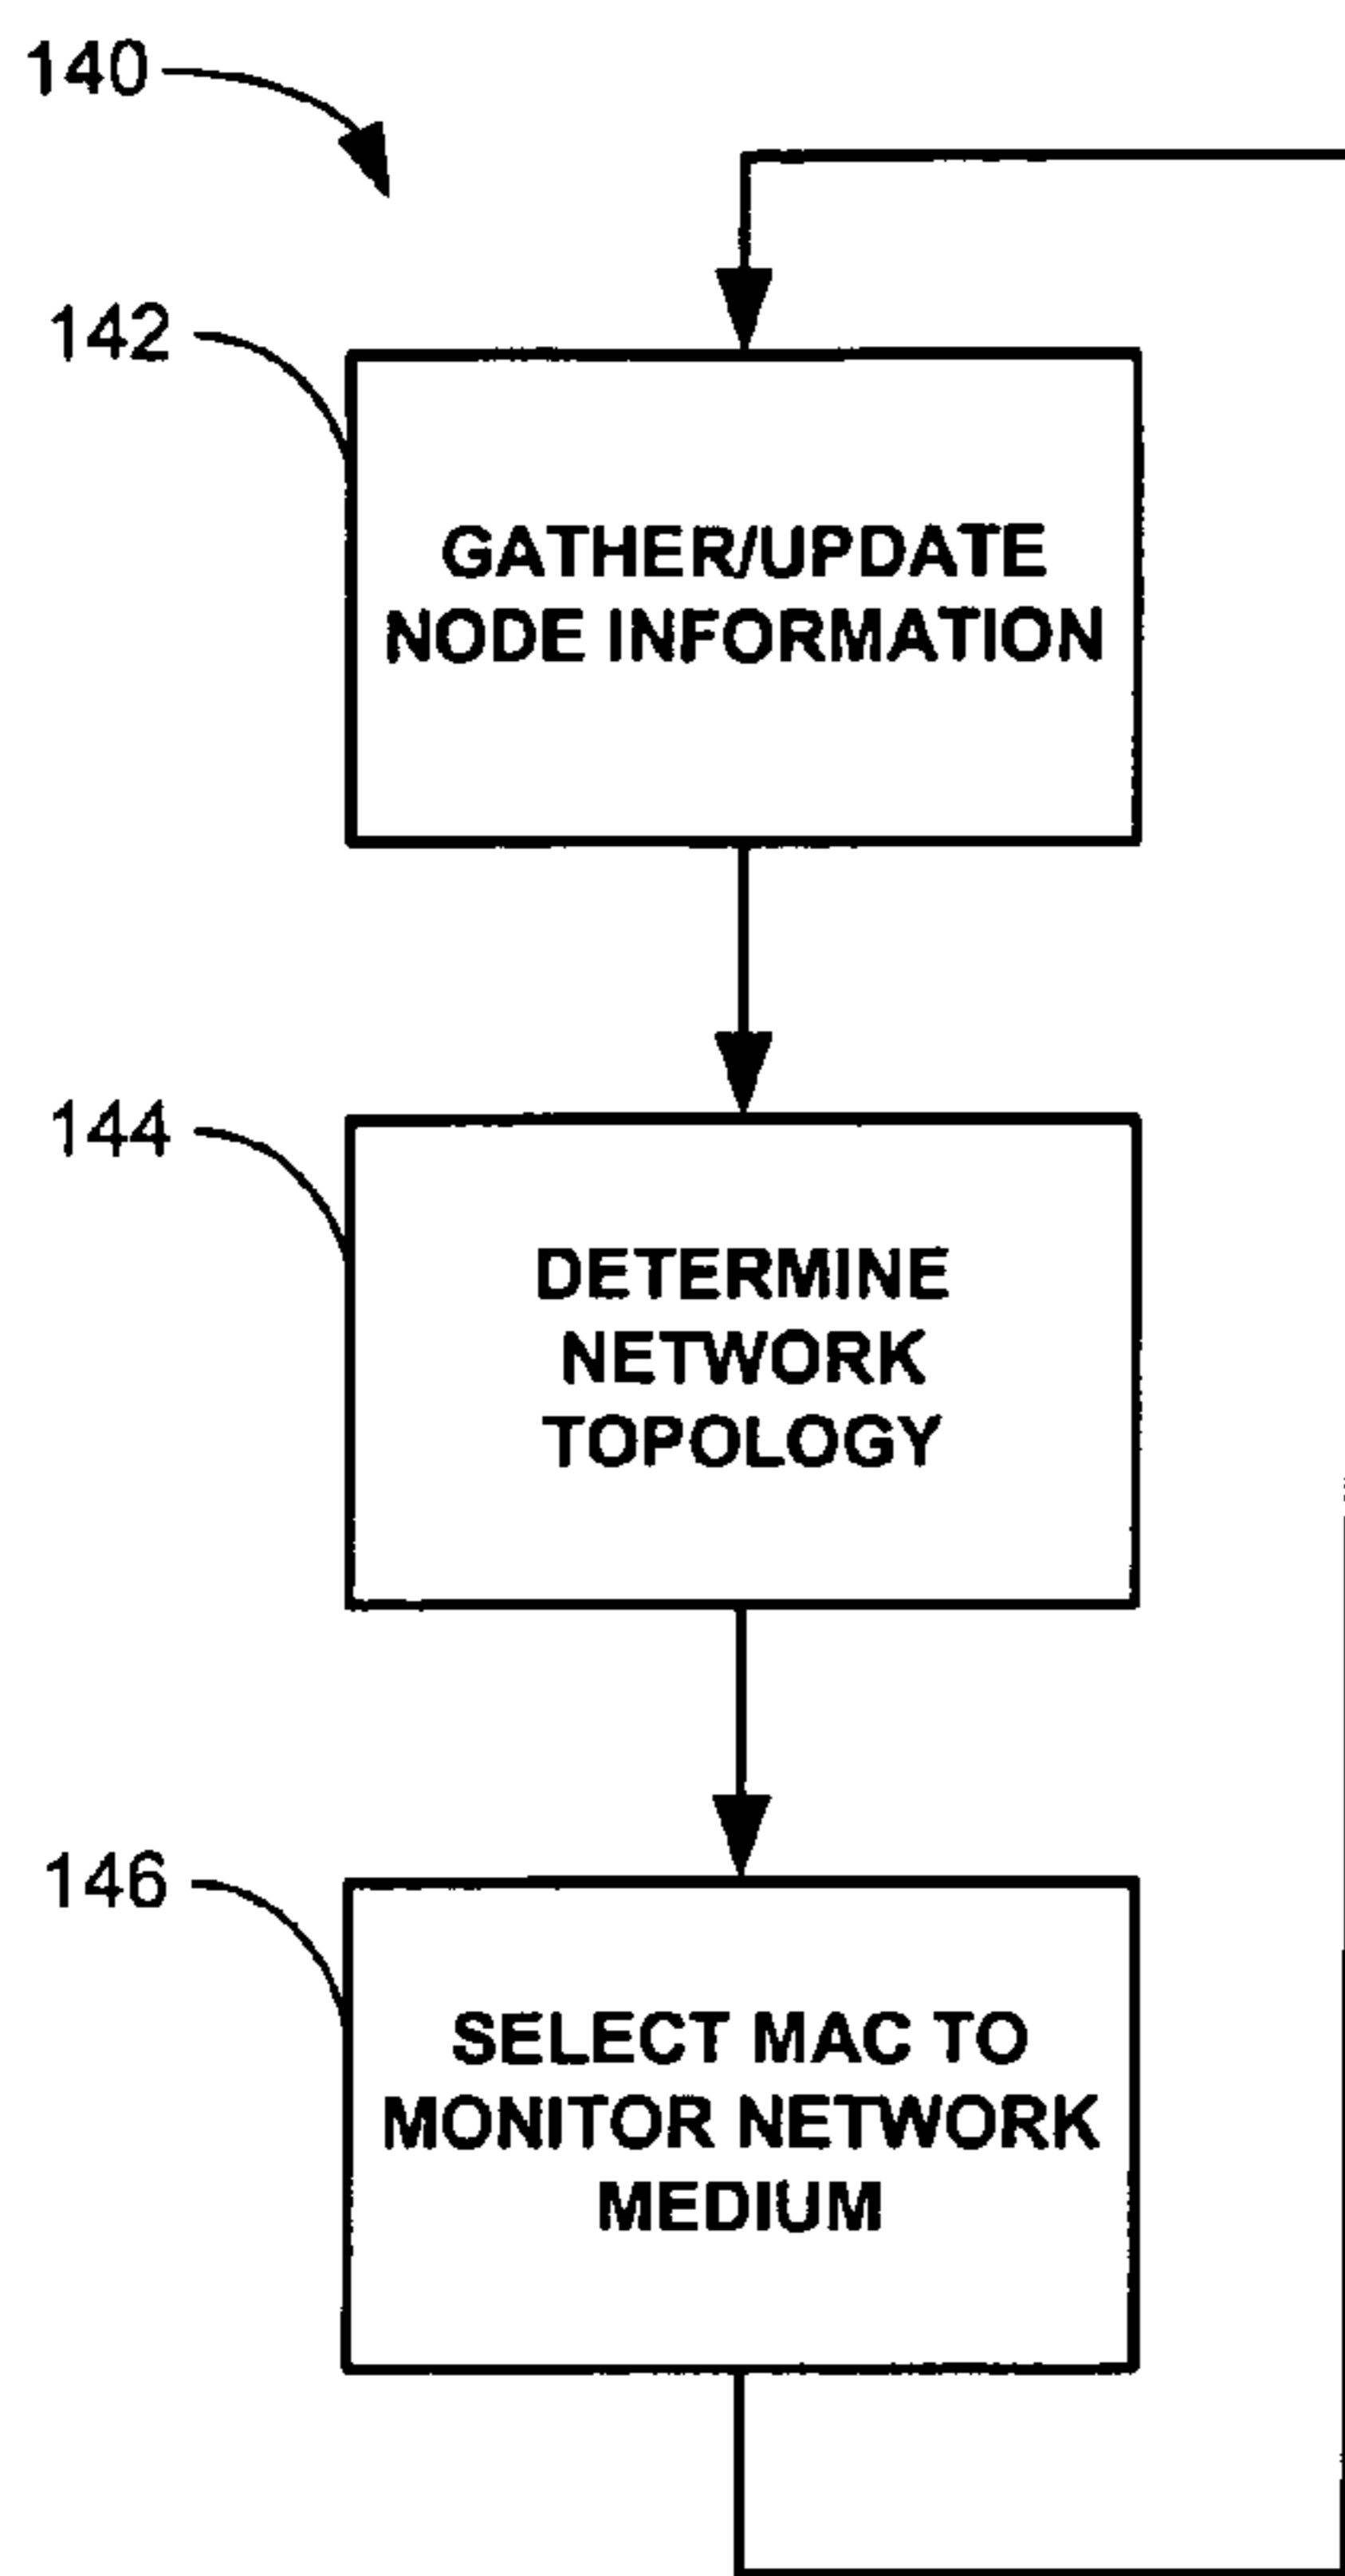 140
142
GATHER/UPDATE
NODE INFORMATION
144
DETERMINE
NETWORK
TOPOLOGY
146
SELECT MAC TO
MONITOR NETWORK
MEDIUM